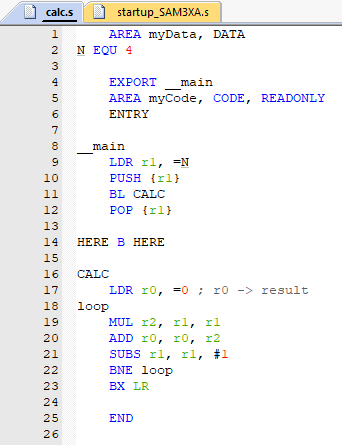 calc.s startup_SAM3XA.s
1 AREA myData, DATA
2 N EQU 4
3
4 EXPORT __main
5 AREA myCode, CODE, READONLY
6 ENTRY
7
8 __main
9 LDR r1, =N
10 PUSH {r1}
11 BL CALC
12 POP {r1}
13
14 HERE B HERE
15
16 CALC
17 LDR r0, =0 ; r0 -> result
18 loop
19 MUL r2, r1, r1
20 ADD r0, r0, r2
21 SUBS r1, r1, #1
22 BNE loop
23 BX LR
24
25 END
26